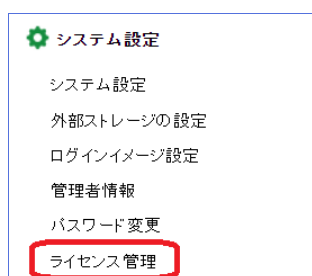 システム設定
システム設定
外部ストレージの設定
ログインイメージ設定
管理者情報
パスワード変更
ライセンス管理